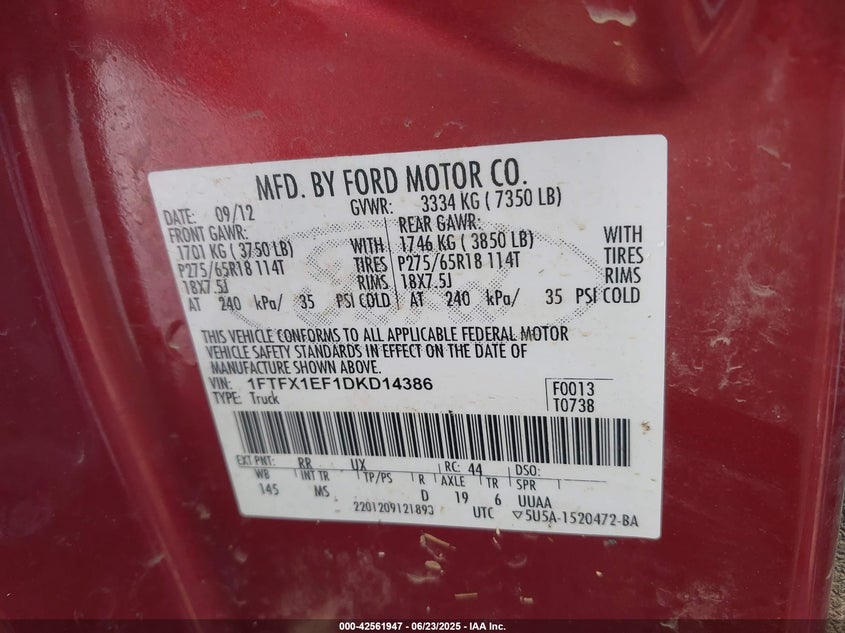 MFD. BY FORD MOTOR CO.
DATE: 09/12 GVWR: 3334 KG ( 7350 LB)
FRONT GAWR: REAR GAWR:
1701 KG ( 3750 LB) WITH 1746 KG ( 3850 LB) WITH
P275/65R18 114T TIRES P275/65R18 114T TIRES
18X7.5J RIMS 18X7.5J RIMS
AT 240 kPa/ 35 PSI COLD AT 240 kPa/ 35 PSI COLD
THIS VEHICLE CONFORMS TO ALL APPLICABLE FEDERAL MOTOR
VEHICLE SAFETY STANDARDS IN EFFECT ON THE DATE OF
MANUFACTURE SHOWN ABOVE.
VIN: 1FTFX1EF1DKD14386 F0013
TYPE: Truck T0738
EXT PNT: RR UX RC: 44 DSO:
WB INT TR TP/PS R AXLE TR SPR
145 MS D 19 6 UUAA
2201209121893 UTC ▽5U5A-1520472-BA
000-42561947 - 06/23/2025 - IAA Inc.